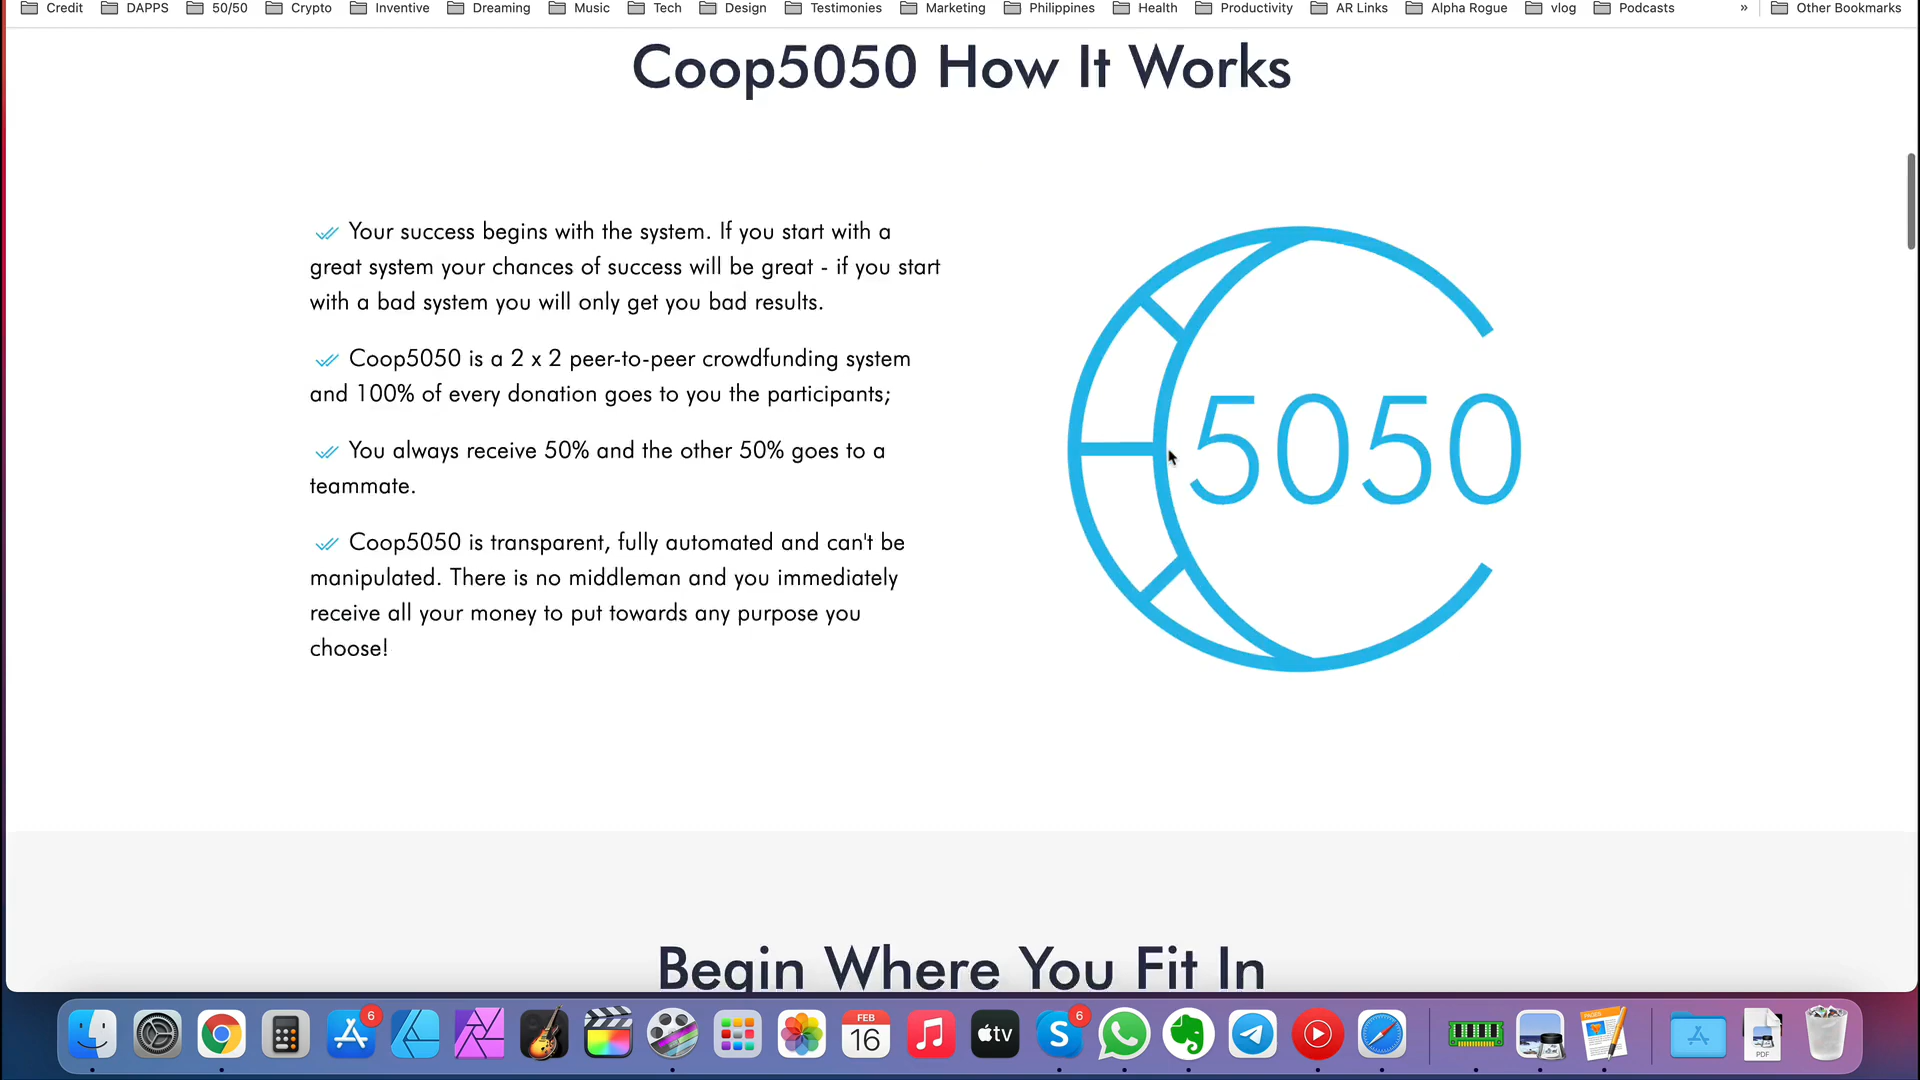 Credit DAPPS 50/50 Crypto Inventive Dreaming Music Tech Design Testimonies Marketing Philippines Health Productivity AR Links Alpha Rogue vlog Podcasts » Other Bookmarks
Coop5050 How It Works
Your success begins with the system. If you start with a
great system your chances of success will be great - if you start
with a bad system you will only get you bad results.
Coop5050 is a 2 x 2 peer-to-peer crowdfunding system
and 100% of every donation goes to you the participants;
You always receive 50% and the other 50% goes to a
teammate.
Coop5050 is transparent, fully automated and can't be
manipulated. There is no middleman and you immediately
receive all your money to put towards any purpose you
choose!
5050
Begin Where You Fit In
6
FEB
16
tv
S
6
PAGES
PDF